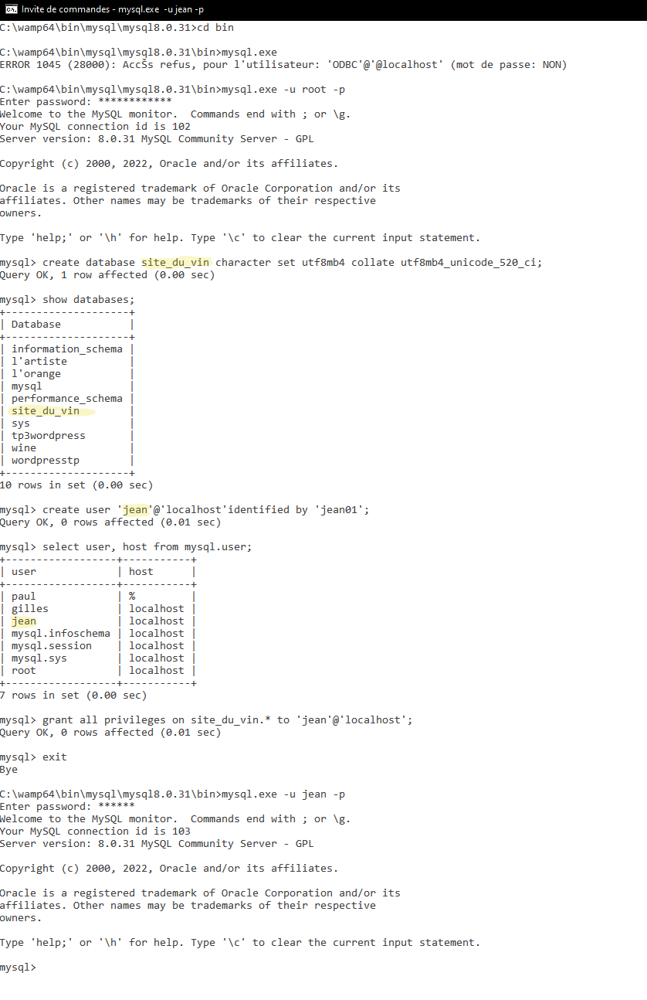 Invite de commandes - mysql.exe -u jean -p
C:\wamp64\bin\mysql\mysql8.0.31>cd bin
C:\wamp64\bin\mysql\mysql8.0.31\bin>mysql.exe
ERROR 1045 (28000): AccŠs refus, pour l'utilisateur: 'ODBC'@'@localhost' (mot de passe: NON)
C:\wamp64\bin\mysql\mysql8.0.31\bin>mysql.exe -u root -p
Enter password: ************
Welcome to the MySQL monitor.  Commands end with ; or \g.
Your MySQL connection id is 102
Server version: 8.0.31 MySQL Community Server - GPL
Copyright (c) 2000, 2022, Oracle and/or its affiliates.
Oracle is a registered trademark of Oracle Corporation and/or its
affiliates. Other names may be trademarks of their respective
owners.
Type 'help;' or '\h' for help. Type '\c' to clear the current input statement.
mysql> create database site_du_vin character set utf8mb4 collate utf8mb4_unicode_520_ci;
Query OK, 1 row affected (0.00 sec)
mysql> show databases;
+--------------------+
| Database           |
+--------------------+
| information_schema |
| l'artiste          |
| l'orange           |
| mysql              |
| performance_schema |
| site_du_vin        |
| sys                |
| tp3wordpress       |
| wine               |
| wordpresstp        |
+--------------------+
10 rows in set (0.00 sec)
mysql> create user 'jean'@'localhost'identified by 'jean01';
Query OK, 0 rows affected (0.01 sec)
mysql> select user, host from mysql.user;
+------------------+-----------+
| user             | host      |
+------------------+-----------+
| paul             | %         |
| gilles           | localhost |
| jean             | localhost |
| mysql.infoschema | localhost |
| mysql.session    | localhost |
| mysql.sys        | localhost |
| root             | localhost |
+------------------+-----------+
7 rows in set (0.00 sec)
mysql> grant all privileges on site_du_vin.* to 'jean'@'localhost';
Query OK, 0 rows affected (0.01 sec)
mysql> exit
Bye
C:\wamp64\bin\mysql\mysql8.0.31\bin>mysql.exe -u jean -p
Enter password: ******
Welcome to the MySQL monitor.  Commands end with ; or \g.
Your MySQL connection id is 103
Server version: 8.0.31 MySQL Community Server - GPL
Copyright (c) 2000, 2022, Oracle and/or its affiliates.
Oracle is a registered trademark of Oracle Corporation and/or its
affiliates. Other names may be trademarks of their respective
owners.
Type 'help;' or '\h' for help. Type '\c' to clear the current input statement.
mysql>